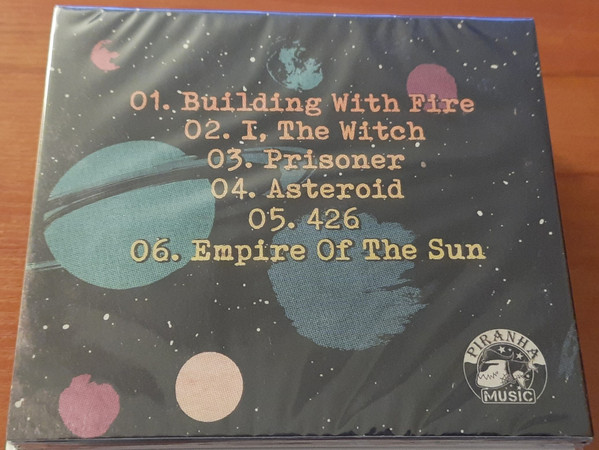 01. Building With Fire
02. I, The Witch
03. Prisoner
04. Asteroid
05. 426
06. Empire Of The Sun
PIRANHA
MUSIC